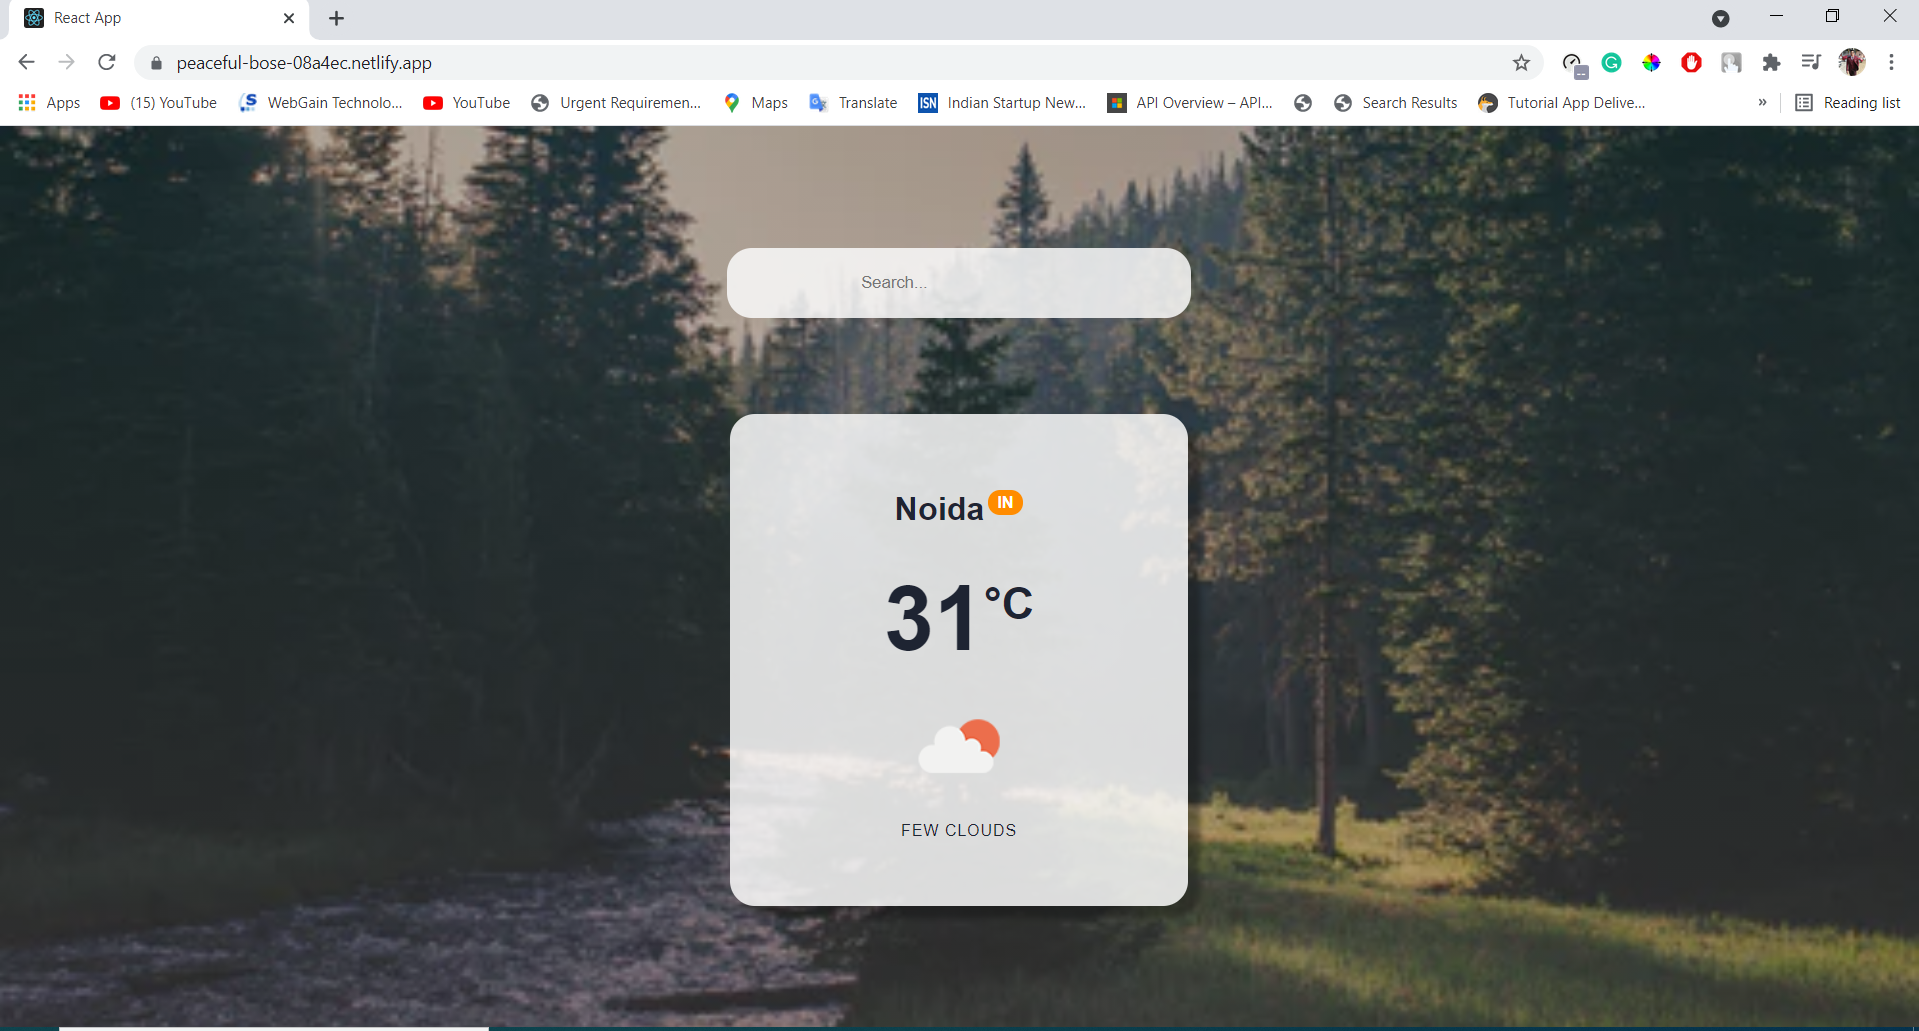 React App
peaceful-bose-08a4ec.netlify.app
Apps
(15) YouTube
WebGain Technolo...
YouTube
Urgent Requiremen...
Maps
Translate
ISN
Indian Startup New...
API Overview – API...
Search Results
Tutorial App Delive...
»
Reading list
Search...
Noida IN
31°C
FEW CLOUDS